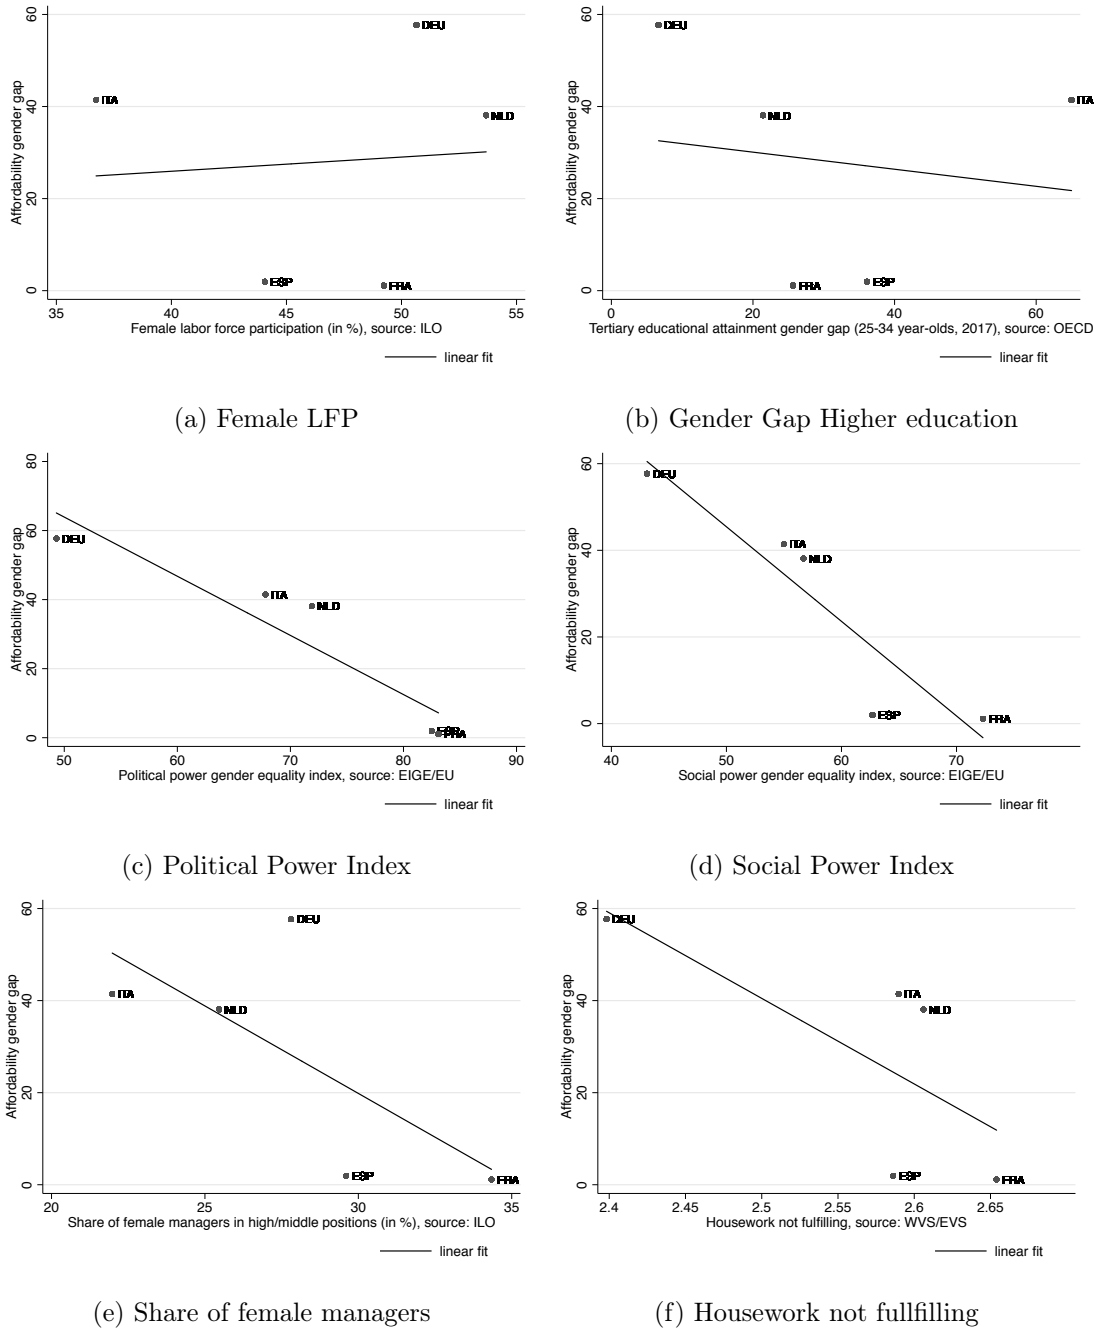 60
40
20
0
Affordability gender gap
DEU
ITA
NLD
ESP
FRA
35 40 45 50 55
Female labor force participation (in %), source: ILO
linear fit
(a) Female LFP
60
40
20
0
Affordability gender gap
DEU
ITA
NLD
ESP
FRA
0 20 40 60
Tertiary educational attainment gender gap (25-34 year-olds, 2017), source: OECD
linear fit
(b) Gender Gap Higher education
80
60
40
20
0
Affordability gender gap
DEU
ITA
NLD
ESP
FRA
50 60 70 80 90
Political power gender equality index, source: EIGE/EU
linear fit
(c) Political Power Index
60
40
20
0
Affordability gender gap
DEU
ITA
NLD
ESP
FRA
40 50 60 70
Social power gender equality index, source: EIGE/EU
linear fit
(d) Social Power Index
60
40
20
0
Affordability gender gap
DEU
ITA
NLD
ESP
FRA
20 25 30 35
Share of female managers in high/middle positions (in %), source: ILO
linear fit
(e) Share of female managers
60
40
20
0
Affordability gender gap
DEU
ITA
NLD
ESP
FRA
2.4 2.45 2.5 2.55 2.6 2.65
Housework not fulfilling, source: WVS/EVS
linear fit
(f) Housework not fullfilling